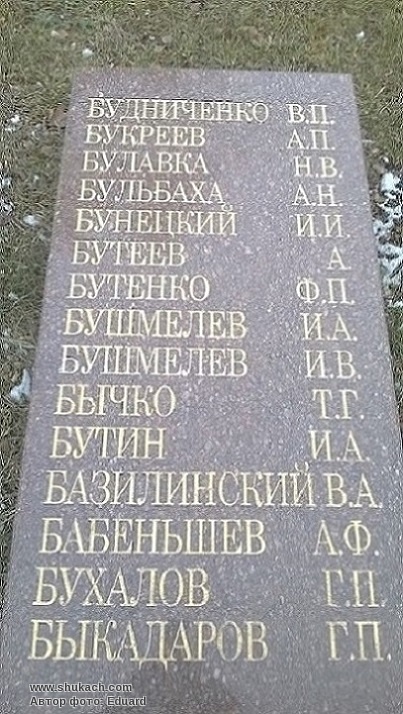 БУДНИЧЕНКО В.П.
БУКРЕЕВ А.П.
БУЛАВКА Н.В.
БУЛЬБАХА А.Н.
БУНЕЦКИЙ И.И.
БУТЕЕВ А.
БУТЕНКО Ф.П.
БУШМЕЛЕВ И.А.
БУШМЕЛЕВ И.В.
БЫЧКО Т.Г.
БУТИН И.А.
БАЗИЛИНСКИЙ В.А.
БАБЕНЬШЕВ А.Ф.
БУХАЛОВ Г.П.
БЫКАДАРОВ Г.П.
www.shukach.com
Автор фото: Eduard